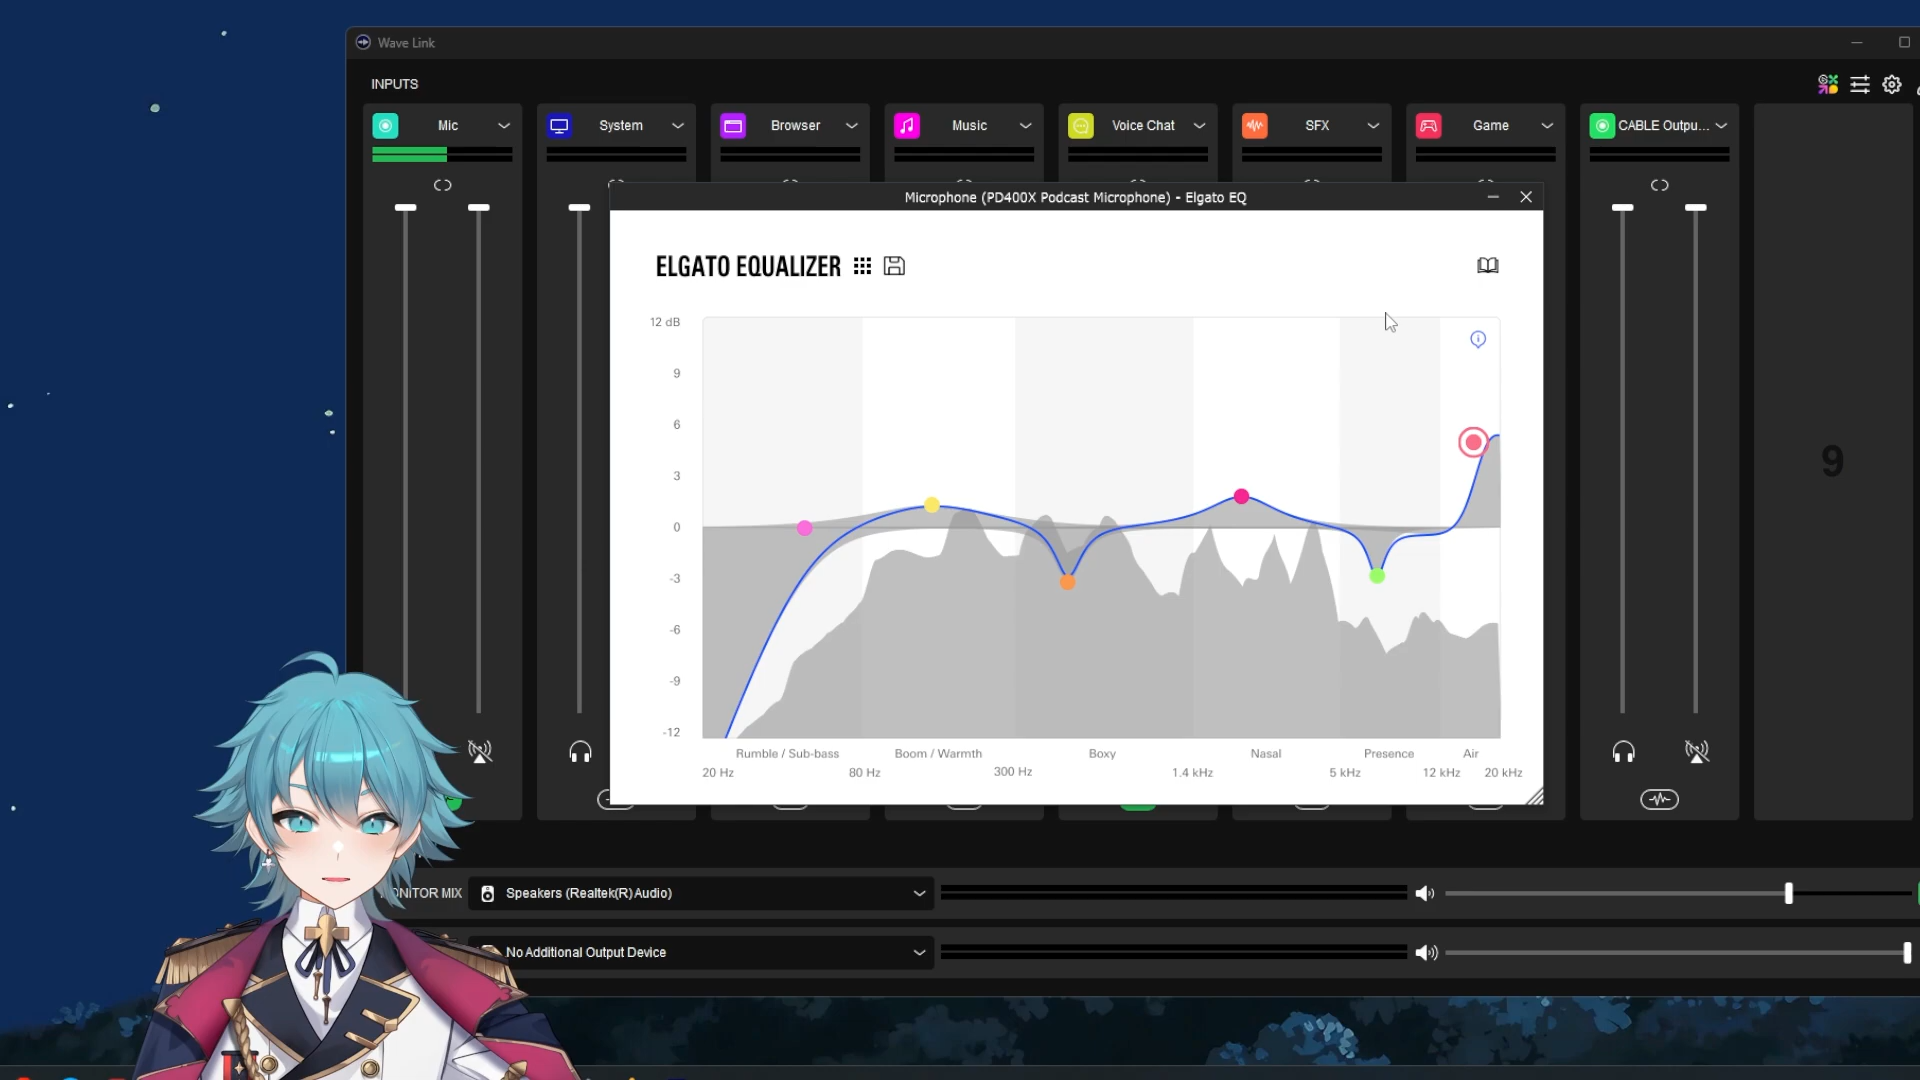 Wave Link
INPUTS
Mic
System
Browser
Music
Voice Chat
SFX
Game
CABLE Outpu...
Microphone (PD400X Podcast Microphone) - Elgato EQ
ELGATO EQUALIZER
12 dB
9
6
3
0
-3
-6
-9
-12
Rumble / Sub-bass
Boom / Warmth
Boxy
Nasal
Presence
Air
20 Hz
80 Hz
300 Hz
1.4 kHz
5 kHz
12 kHz
20 kHz
9
ONITOR MIX
Speakers (Realtek(R) Audio)
No Additional Output Device